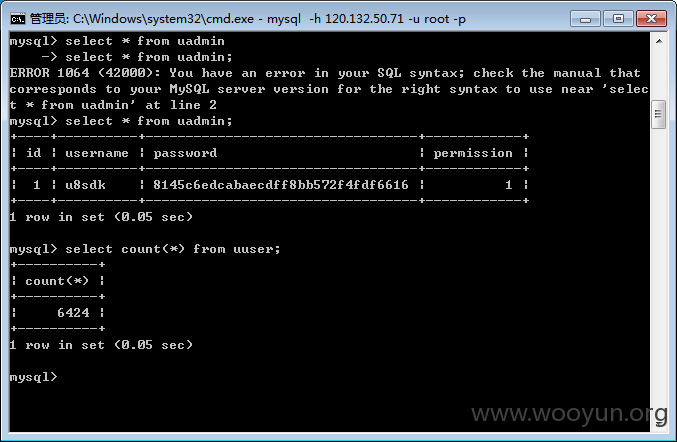 管理员: C:\Windows\system32\cmd.exe - mysql  -h 120.132.50.71 -u root -p
mysql> select * from uadmin
    -> select * from uadmin;
ERROR 1064 (42000): You have an error in your SQL syntax; check the manual that
corresponds to your MySQL server version for the right syntax to use near 'selec
t * from uadmin' at line 2
mysql> select * from uadmin;
+----+----------+----------------------------------+------------+
| id | username | password                         | permission |
+----+----------+----------------------------------+------------+
|  1 | u8sdk    | 8145c6edcabaecdff8bb572f4fdf6616 |          1 |
+----+----------+----------------------------------+------------+
1 row in set (0.05 sec)
mysql> select count(*) from uuser;
+----------+
| count(*) |
+----------+
|     6424 |
+----------+
1 row in set (0.05 sec)
mysql>
www.wooyun.org